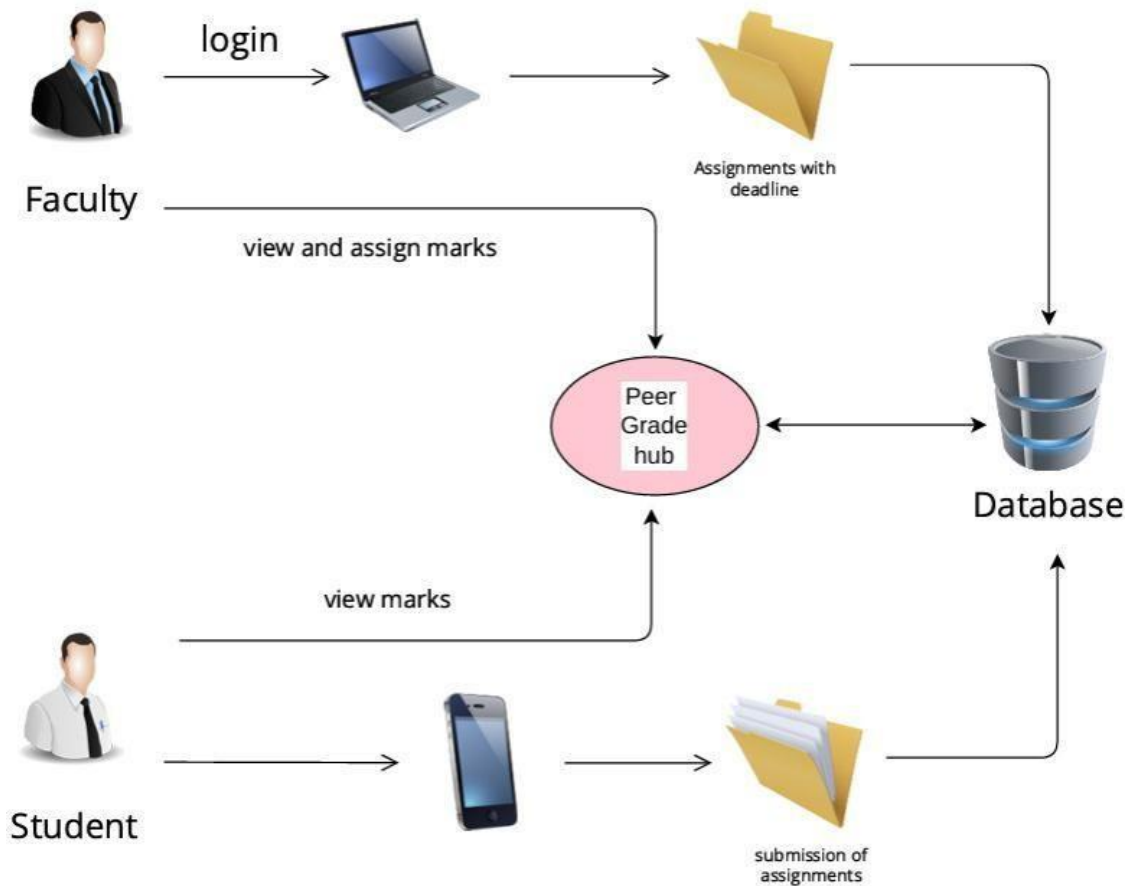 login
Assignments with
deadline
Faculty
view and assign marks
Peer
Grade
hub
Database
view marks
Student
submission of
assignments